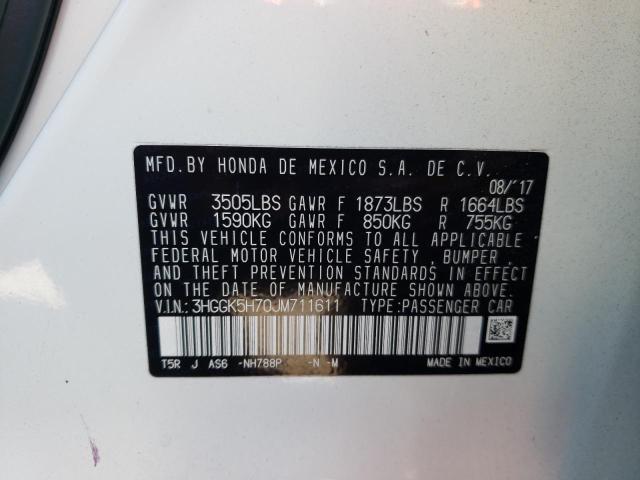 MFD. BY HONDA DE MEXICO S.A. DE C.V.
08/'17
GVWR 3505LBS GAWR F 1873LBS R 1664LBS
GVWR 1590KG GAWR F 850KG R 755KG
THIS VEHICLE CONFORMS TO ALL APPLICABLE
FEDERAL MOTOR VEHICLE SAFETY, BUMPER,
AND THEFT PREVENTION STANDARDS IN EFFECT
ON THE DATE OF MANUFACTURE SHOWN ABOVE.
V.I.N.: 3HGGK5H70JM711611 TYPE: PASSENGER CAR
T5R J AS6 -NH788P -N -M MADE IN MEXICO